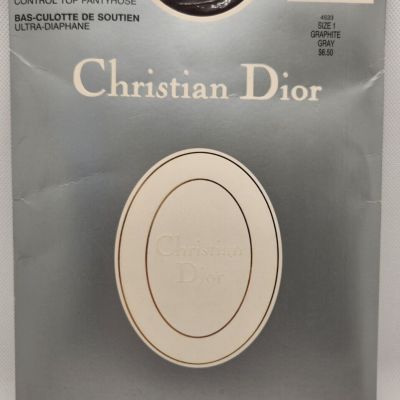 CONTROL TOP PANTYHOSE
BAS-CULOTTE DE SOUTIEN
ULTRA-DIAPHANE
4533
SIZE 1
GRAPHITE
GRAY
$6.50
Christian Dior
Christian
Dior